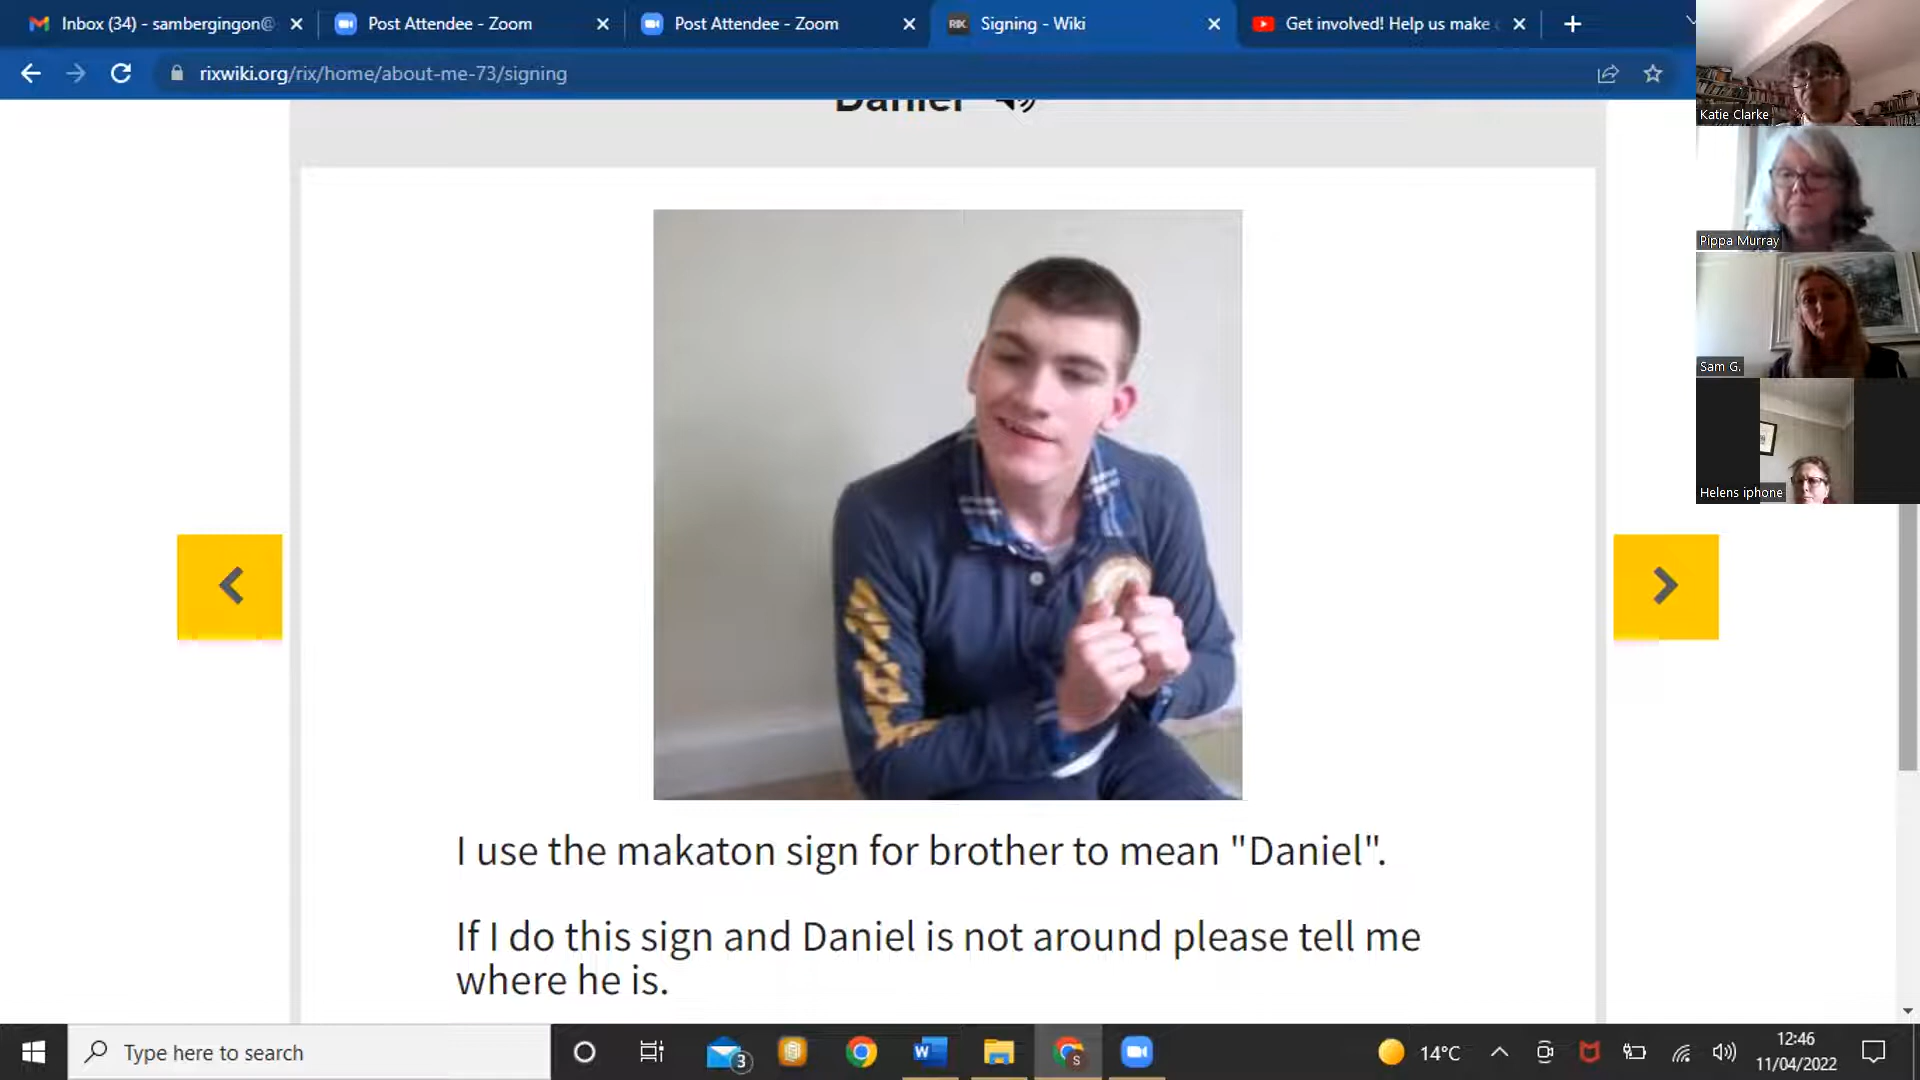 Inbox (34) - sambergingon@
Post Attendee - Zoom
Post Attendee - Zoom
RIX
Signing - Wiki
Get involved! Help us make
rixwiki.org/rix/home/about-me-73/signing
Daniel
Katie Clarke
Pippa Murray
Sam G.
Helens iphone
I use the makaton sign for brother to mean "Daniel".
If I do this sign and Daniel is not around please tell me
where he is.
Type here to search
3
W
S
14°C
12:46
11/04/2022